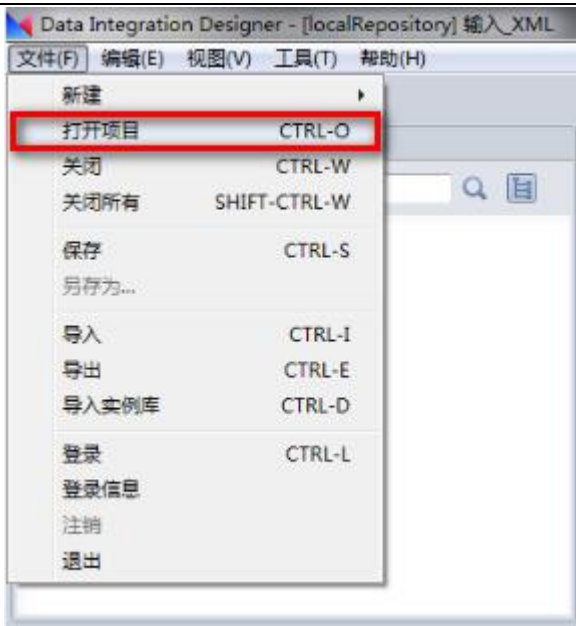 Data Integration Designer - [localRepository] 输入_XML
文件(F) 编辑(E) 视图(V) 工具(T) 帮助(H)
新建
打开项目 CTRL-O
关闭 CTRL-W
关闭所有 SHIFT-CTRL-W
保存 CTRL-S
另存为...
导入 CTRL-I
导出 CTRL-E
导入实例库 CTRL-D
登录 CTRL-L
登录信息
注销
退出